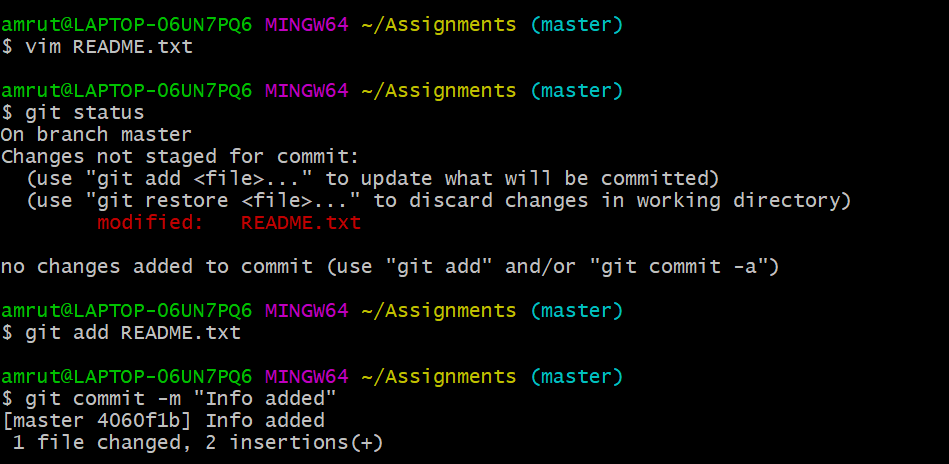 amrut@LAPTOP-06UN7PQ6 MINGW64 ~/Assignments (master)
$ vim README.txt

amrut@LAPTOP-06UN7PQ6 MINGW64 ~/Assignments (master)
$ git status
On branch master
Changes not staged for commit:
  (use "git add <file>..." to update what will be committed)
  (use "git restore <file>..." to discard changes in working directory)
        modified:   README.txt

no changes added to commit (use "git add" and/or "git commit -a")

amrut@LAPTOP-06UN7PQ6 MINGW64 ~/Assignments (master)
$ git add README.txt

amrut@LAPTOP-06UN7PQ6 MINGW64 ~/Assignments (master)
$ git commit -m "Info added"
[master 4060f1b] Info added
 1 file changed, 2 insertions(+)